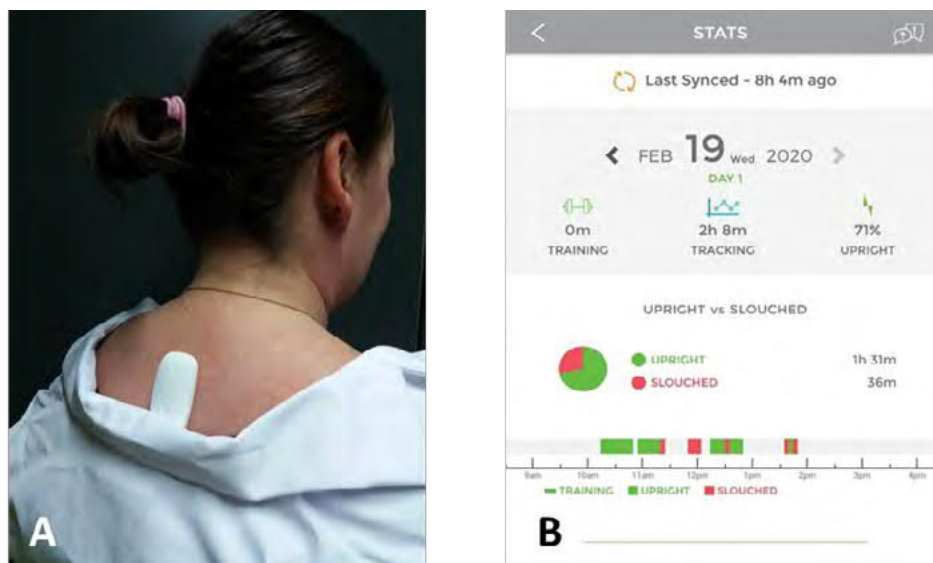 A
STATS
Last Synced - 8h 4m ago
FEB 19 Wed 2020
DAY 1
0m 2h 8m 71%
TRAINING TRACKING UPRIGHT
UPRIGHT vs SLOUCHED
UPRIGHT 1h 31m
SLOUCHED 36m
9am 10am 11am 12pm 1pm 2pm 3pm 4pm
TRAINING UPRIGHT SLOUCHED
B